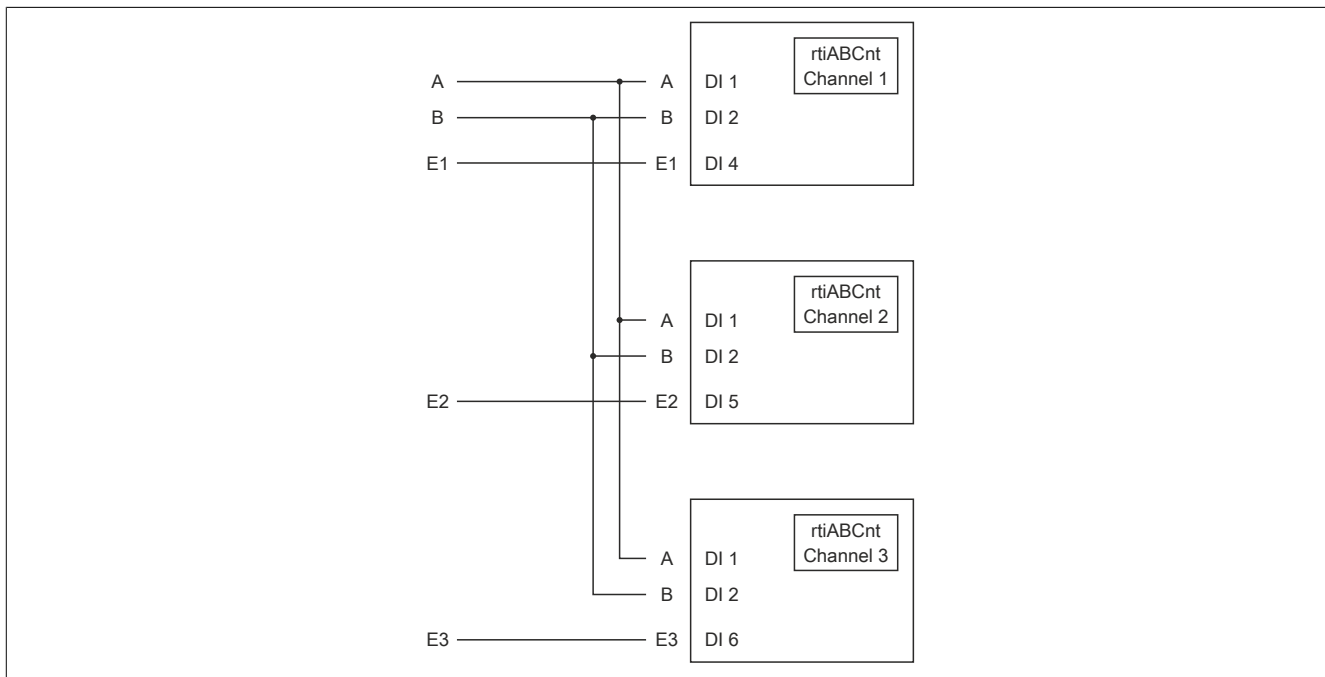 rtiABCnt
Channel 1
A A DI 1
B B DI 2
E1 E1 DI 4
rtiABCnt
Channel 2
A DI 1
B DI 2
E2 E2 DI 5
rtiABCnt
Channel 3
A DI 1
B DI 2
E3 E3 DI 6